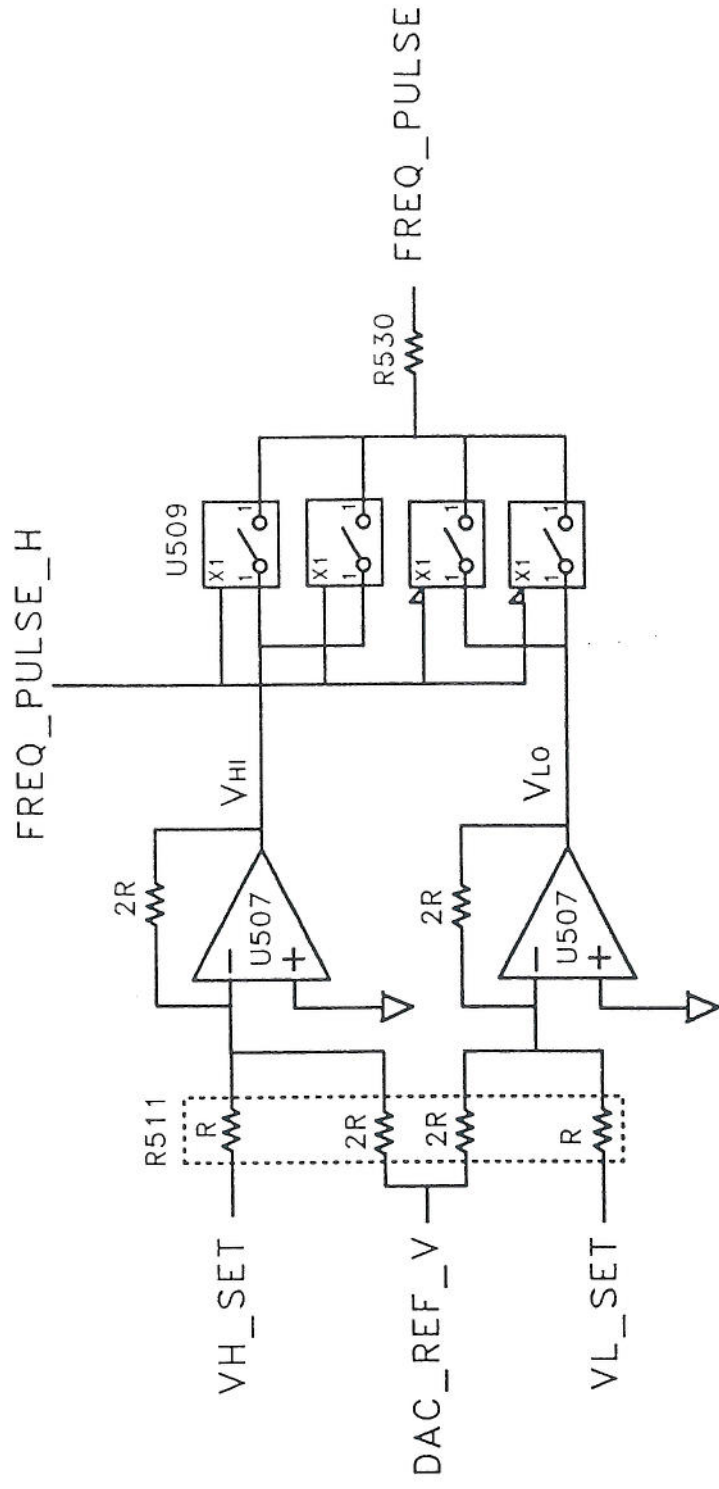 FREQ_PULSE_H
U509
X1
1 1
X1
1 1
X1
1 1
X1
1 1
R530
FREQ_PULSE
VHI
VLO
2R
U507
−
+
2R
U507
−
+
R511
R
2R
2R
R
VH_SET
DAC_REF_V
VL_SET